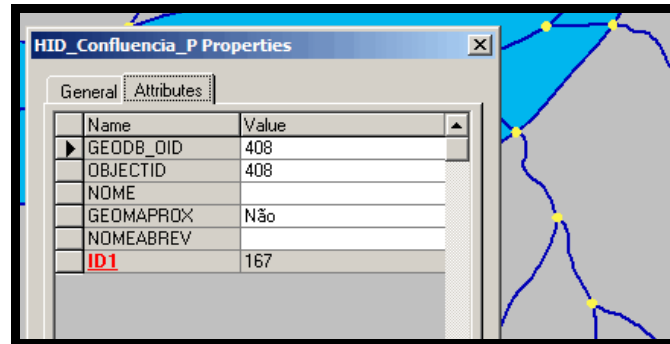 HID_Confluencia_P Properties
General Attributes
Name Value
GEODB_OID 408
OBJECTID 408
NOME
GEOMAPROX Não
NOMEABREV
ID1 167